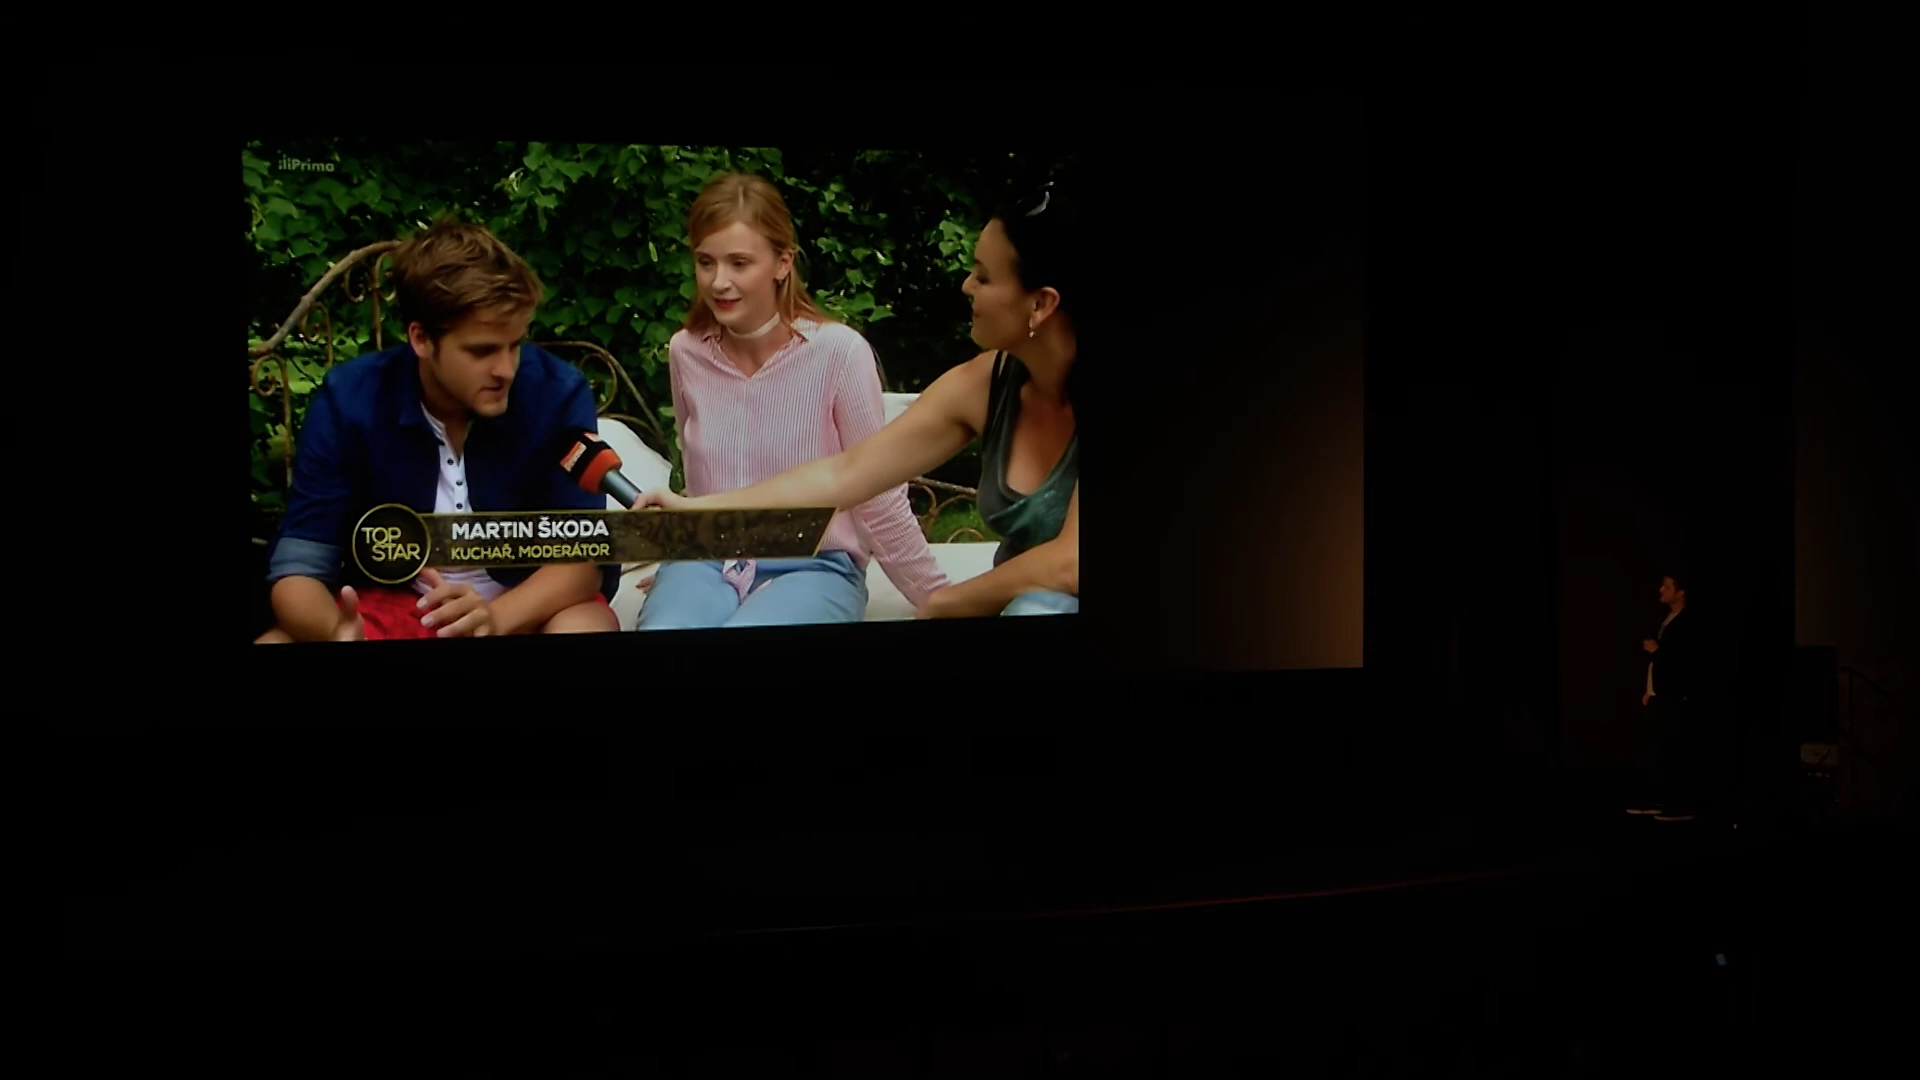 Prima
TOP
STAR
MARTIN ŠKODA
KUCHAŘ, MODERÁTOR